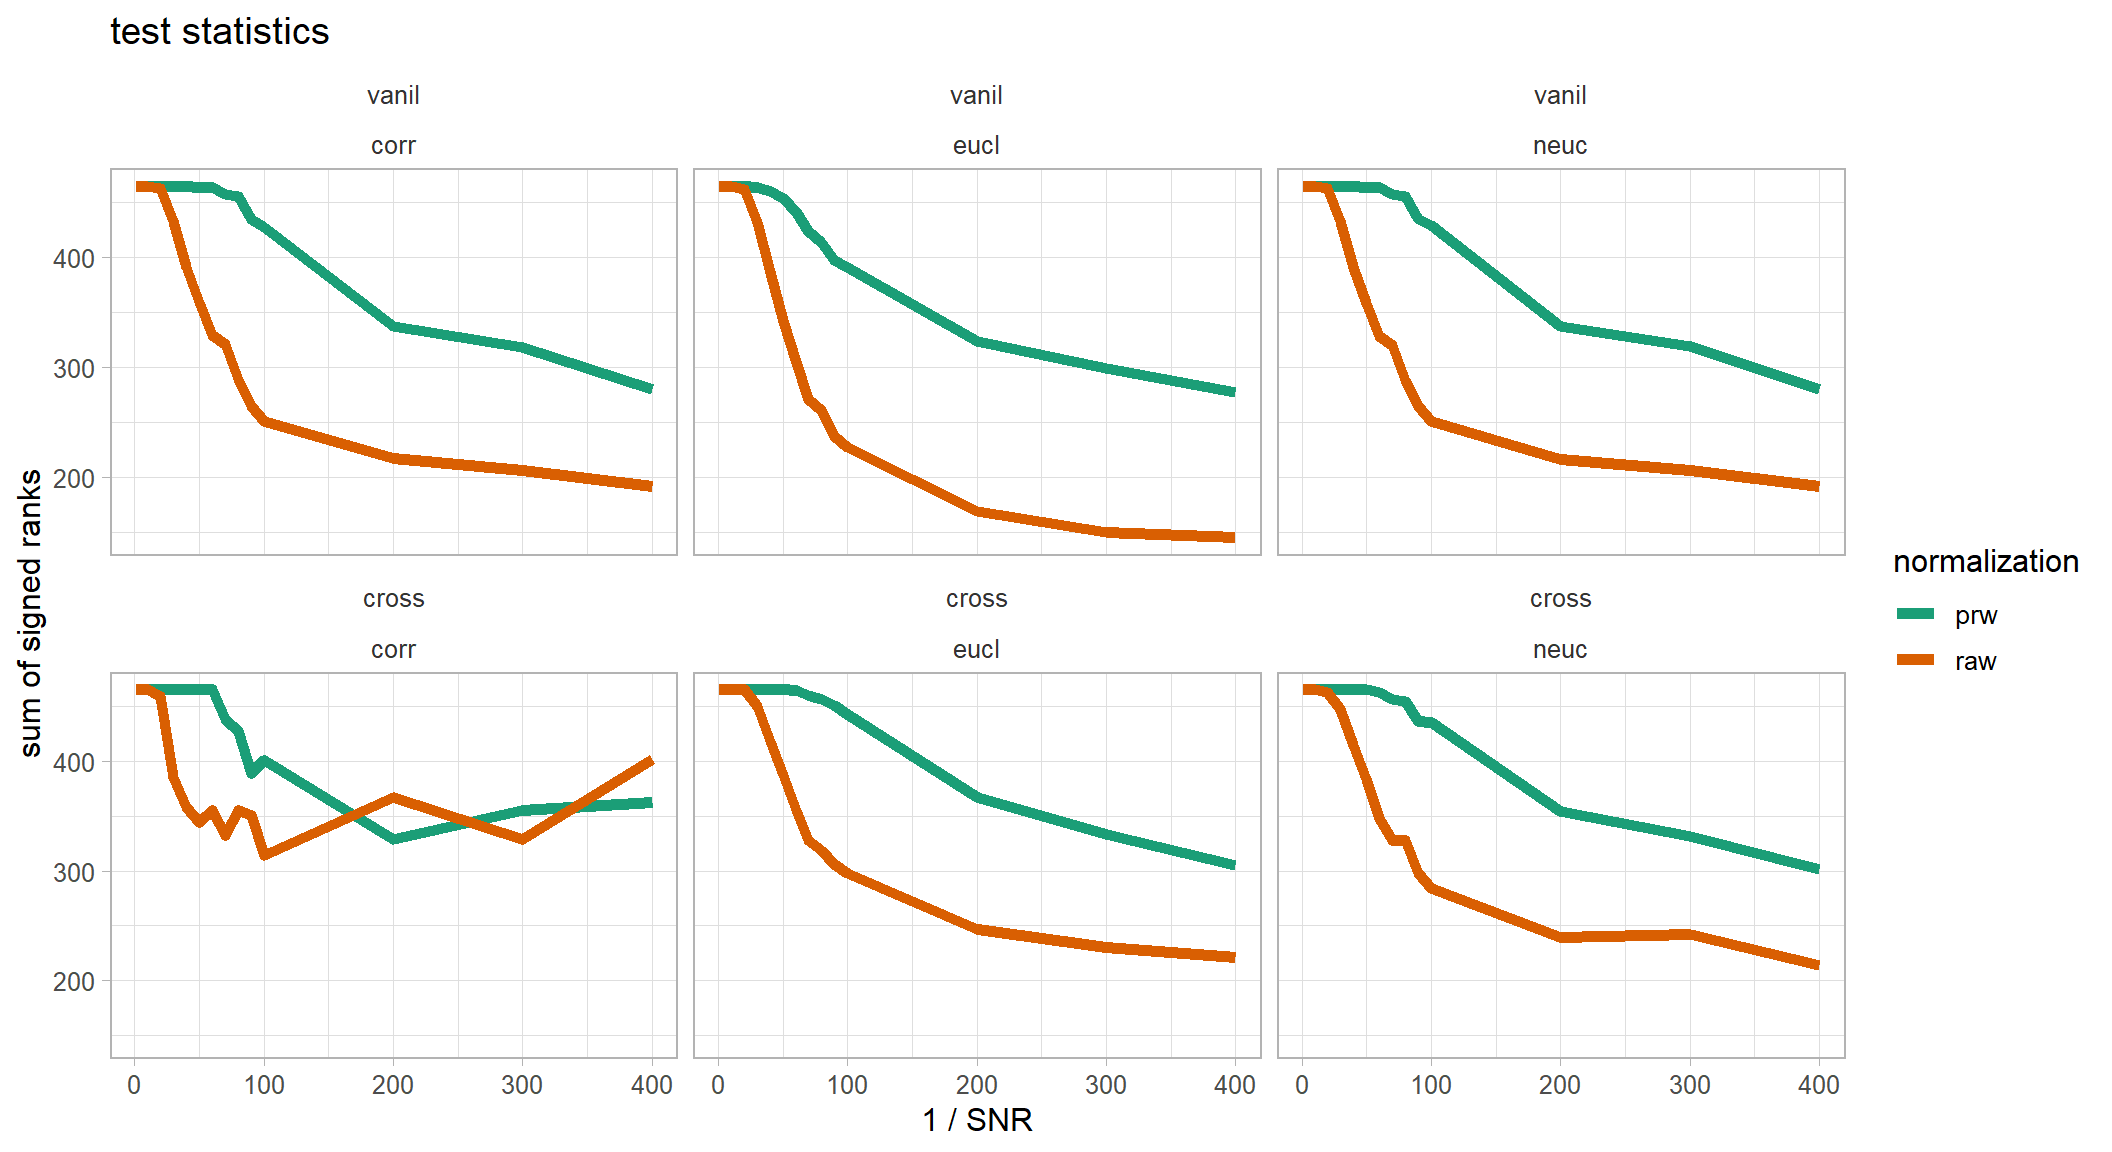 test statistics
vanil
corr
vanil
eucl
vanil
neuc
400
300
200
cross
corr
cross
eucl
cross
neuc
400
300
200
0 100 200 300 400
0 100 200 300 400
0 100 200 300 400
1 / SNR
sum of signed ranks
normalization
prw
raw